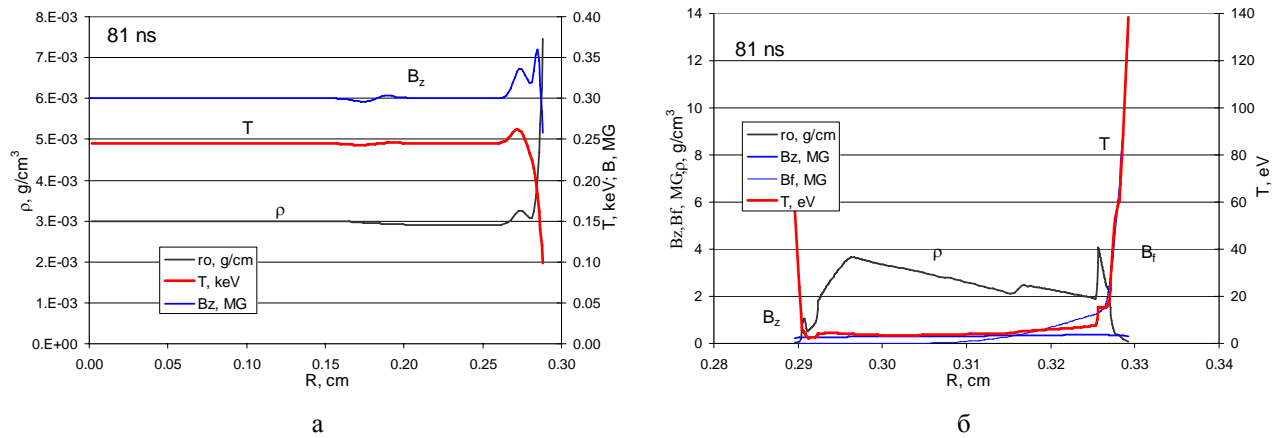 81 ns
8.E-03
7.E-03
6.E-03
5.E-03
4.E-03
3.E-03
2.E-03
1.E-03
0.E+00
ρ, g/cm³
0.40
0.35
0.30
0.25
0.20
0.15
0.10
0.05
0.00
T, keV; B, MG
B_z
T
ρ
ro, g/cm
T, keV
Bz, MG
0.00 0.05 0.10 0.15 0.20 0.25 0.30
R, cm
а
81 ns
14
12
10
8
6
4
2
0
Bz,Bf, MG,ρ, g/cm³
140
120
100
80
60
40
20
0
T, eV
ro, g/cm
Bz, MG
Bf, MG
T, eV
T
ρ
B_f
B_z
0.28 0.29 0.30 0.31 0.32 0.33 0.34
R, cm
б